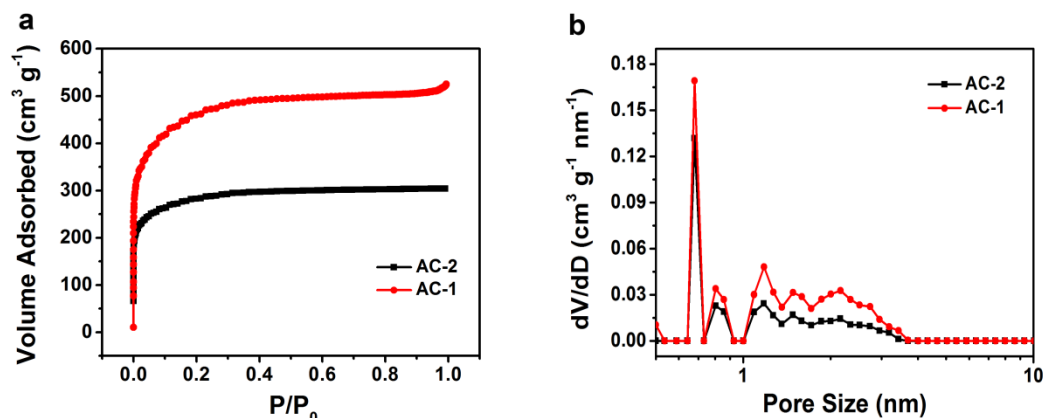 a
Volume Adsorbed (cm³ g⁻¹)
600
500
400
300
200
100
0
AC-2
AC-1
0.0 0.2 0.4 0.6 0.8 1.0
P/P₀
b
dV/dD (cm³ g⁻¹ nm⁻¹)
0.18
0.15
0.12
0.09
0.06
0.03
0.00
AC-2
AC-1
1 10
Pore Size (nm)